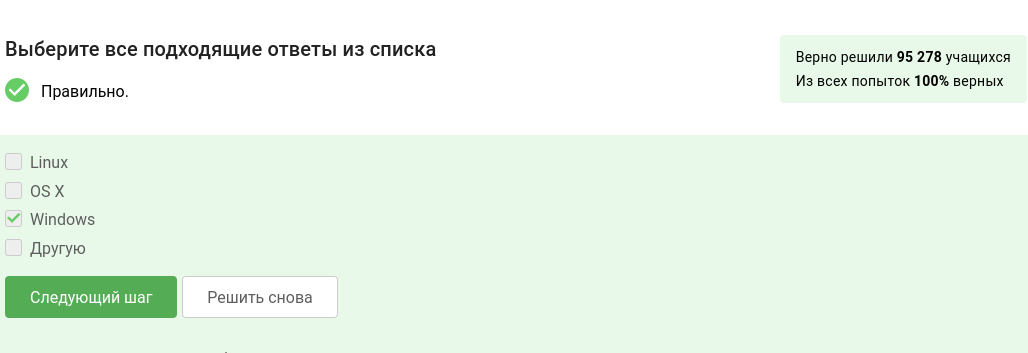 Выберите все подходящие ответы из списка
Правильно.
Верно решили 95 278 учащихся
Из всех попыток 100% верных
Linux
OS X
Windows
Другую
Следующий шаг
Решить снова